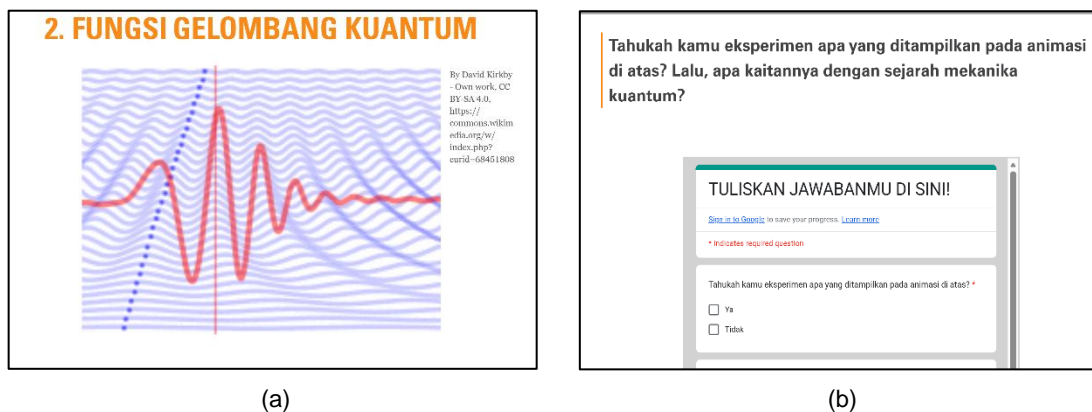 2. FUNGSI GELOMBANG KUANTUM
By David Kirkby
- Own work, CC
BY-SA 4.0,
https://
commons.wikim
edia.org/w/
index.php?
curid=68451808
(a)
Tahukah kamu eksperimen apa yang ditampilkan pada animasi
di atas? Lalu, apa kaitannya dengan sejarah mekanika
kuantum?
TULISKAN JAWABANMU DI SINI!
Sign in to Google to save your progress. Learn more
* Indicates required question
Tahukah kamu eksperimen apa yang ditampilkan pada animasi di atas? *
Ya
Tidak
(b)